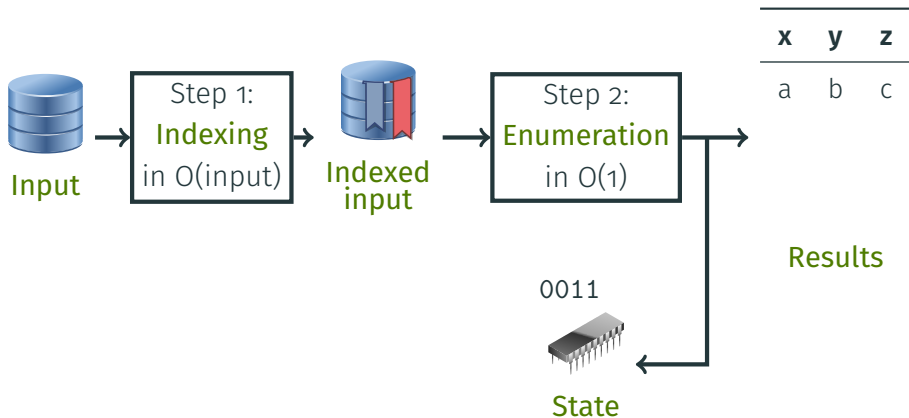 Input
Step 1:
Indexing
in O(input)
Indexed
input
Step 2:
Enumeration
in O(1)
x y z
a b c
Results
0011
State